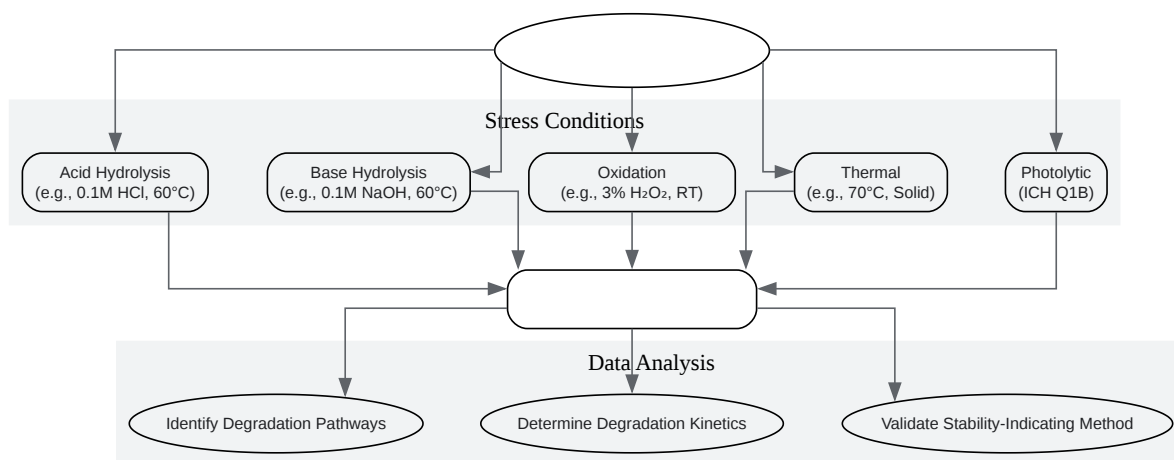 Stress Conditions
Acid Hydrolysis
(e.g., 0.1M HCl, 60°C)
Base Hydrolysis
(e.g., 0.1M NaOH, 60°C)
Oxidation
(e.g., 3% H₂O₂, RT)
Thermal
(e.g., 70°C, Solid)
Photolytic
(ICH Q1B)
Data Analysis
Identify Degradation Pathways
Determine Degradation Kinetics
Validate Stability-Indicating Method